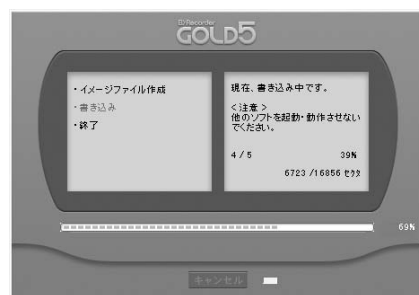 CD Recorder
GOLD5
・イメージファイル作成
・書き込み
・終了
現在、書き込み中です。
<注意>
他のソフトを起動・動作させない
でください。
4 / 5 39%
6723 /16856 セクタ
69%
キャンセル